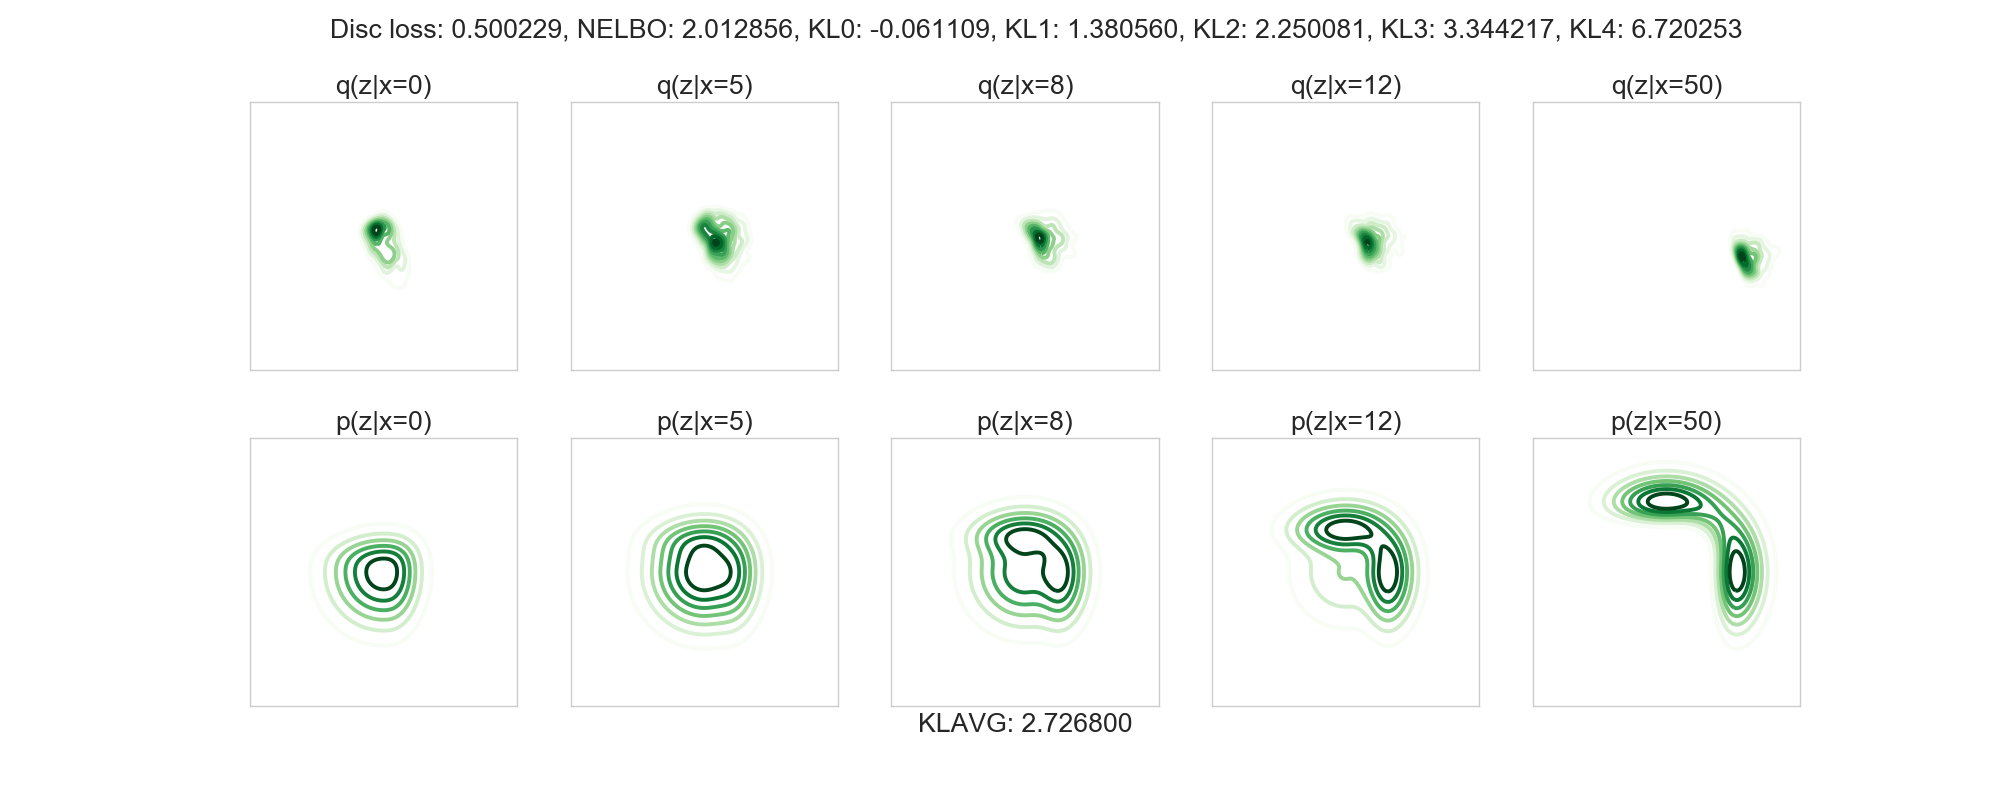 Disc loss: 0.500229, NELBO: 2.012856, KL0: -0.061109, KL1: 1.380560, KL2: 2.250081, KL3: 3.344217, KL4: 6.720253
q(z|x=0) q(z|x=5) q(z|x=8) q(z|x=12) q(z|x=50)
p(z|x=0) p(z|x=5) p(z|x=8) p(z|x=12) p(z|x=50)
KLAVG: 2.726800